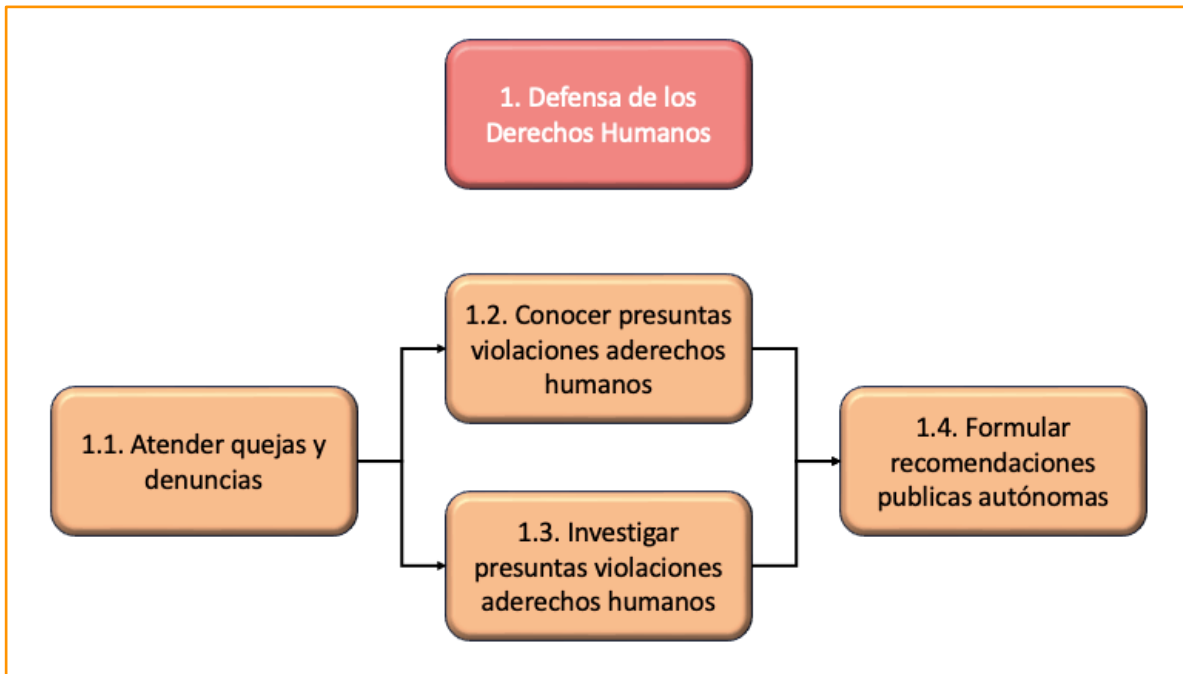 1. Defensa de los
Derechos Humanos
1.2. Conocer presuntas
violaciones aderechos
humanos
1.1. Atender quejas y
denuncias
1.4. Formular
recomendaciones
publicas autónomas
1.3. Investigar
presuntas violaciones
aderechos humanos